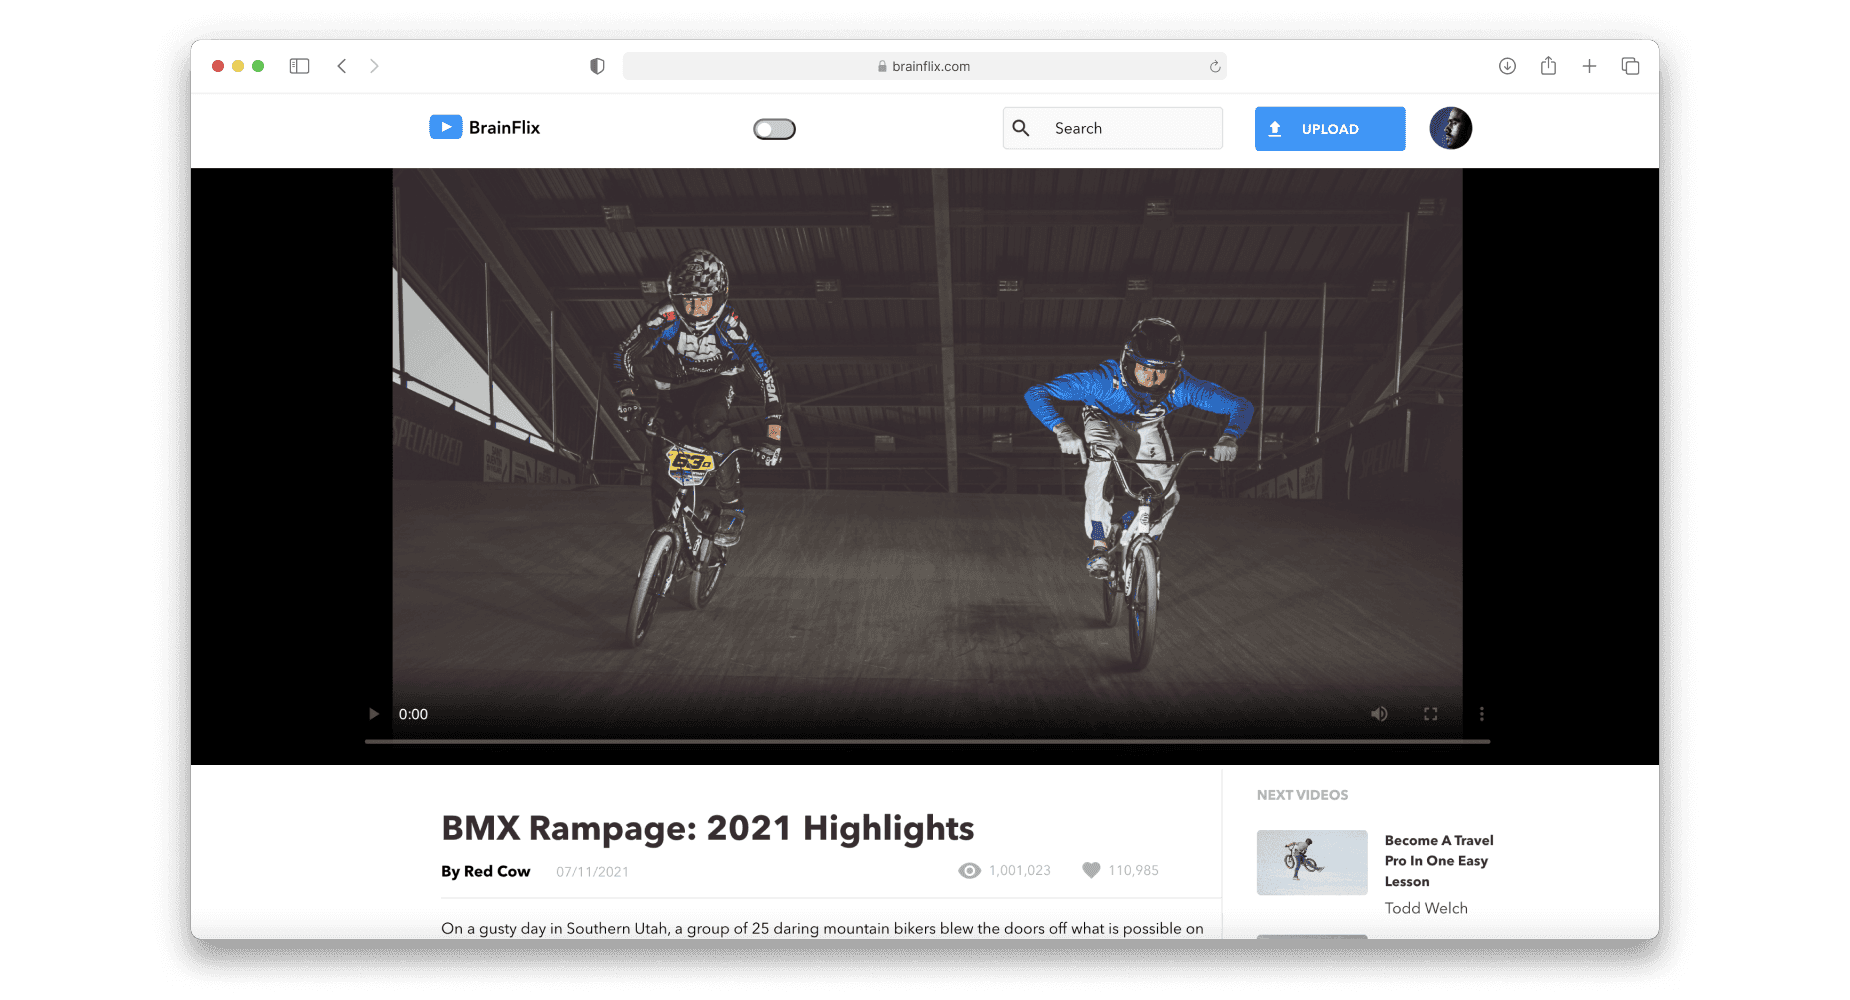 brainflix.com
BrainFlix
Search
UPLOAD
SPECIALIZED
0:00
BMX Rampage: 2021 Highlights
By Red Cow 07/11/2021 1,001,023 110,985
On a gusty day in Southern Utah, a group of 25 daring mountain bikers blew the doors off what is possible on
NEXT VIDEOS
Become A Travel
Pro In One Easy
Lesson
Todd Welch